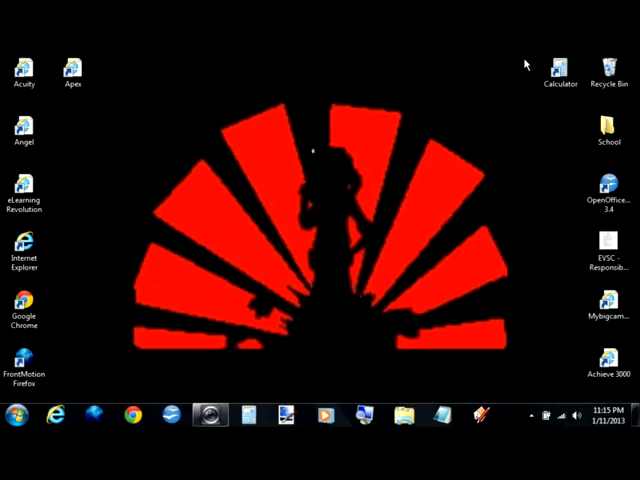 Acuity
Apex
Calculator
Recycle Bin
Angel
School
eLearning
Revolution
OpenOffice...
3.4
Internet
Explorer
EVSC -
Responsib...
Google
Chrome
Mybigcam...
FrontMotion
Firefox
Achieve 3000
11:15 PM
1/11/2013